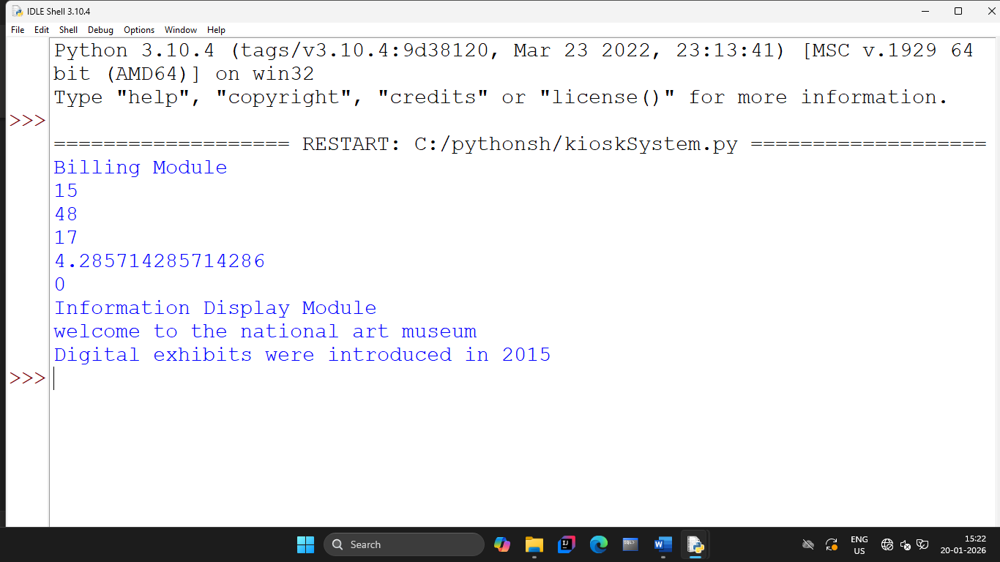 IDLE Shell 3.10.4
File Edit Shell Debug Options Window Help
Python 3.10.4 (tags/v3.10.4:9d38120, Mar 23 2022, 23:13:41) [MSC v.1929 64
bit (AMD64)] on win32
Type "help", "copyright", "credits" or "license()" for more information.
>>>
=================== RESTART: C:/pythonsh/kioskSystem.py ===================
Billing Module
15
48
17
4.285714285714286
0
Information Display Module
welcome to the national art museum
Digital exhibits were introduced in 2015
>>>
Search
ENG
US
15:22
20-01-2026